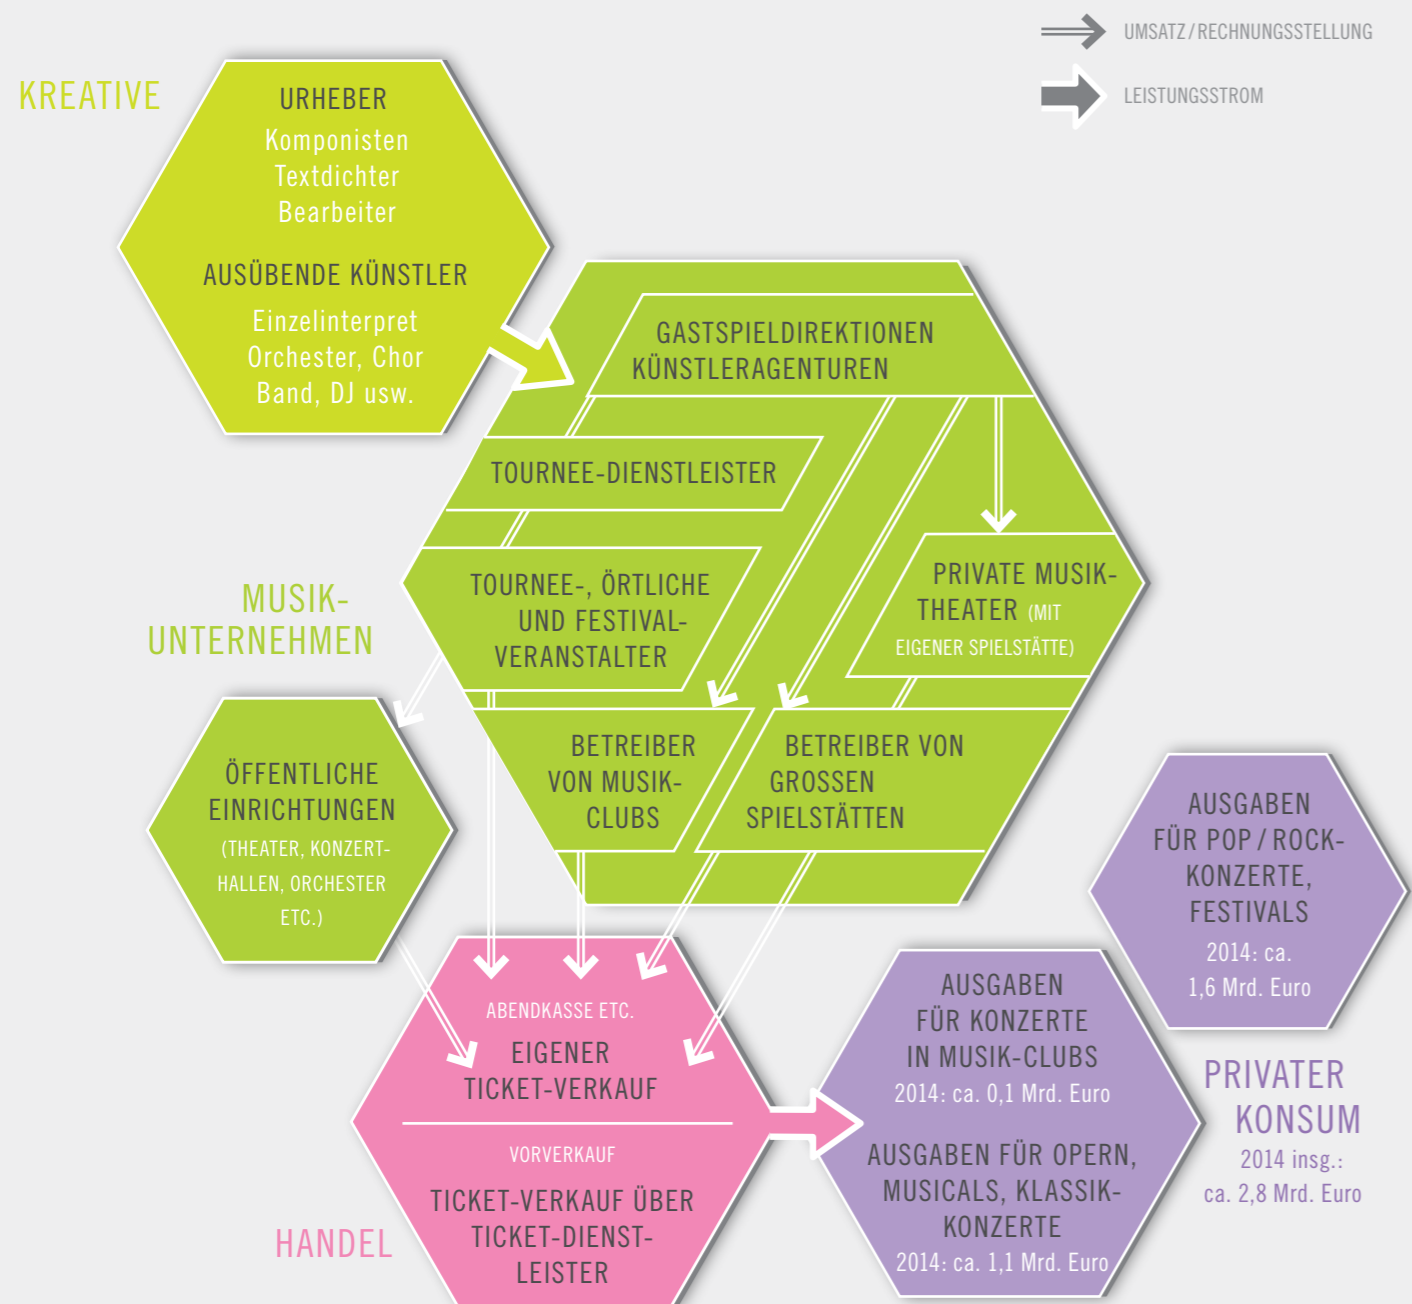 UMSATZ / RECHNUNGSSTELLUNG
LEISTUNGSSTROM
KREATIVE
URHEBER
Komponisten
Textdichter
Bearbeiter
AUSÜBENDE KÜNSTLER
Einzelinterpret
Orchester, Chor
Band, DJ usw.
GASTSPIELDIREKTIONEN
KÜNSTLERAGENTUREN
TOURNEE-DIENSTLEISTER
TOURNEE-, ÖRTLICHE
UND FESTIVAL-
VERANSTALTER
PRIVATE MUSIK-
THEATER (MIT
EIGENER SPIELSTÄTTE)
MUSIK-
UNTERNEHMEN
BETREIBER
VON MUSIK-
CLUBS
BETREIBER VON
GROSSEN
SPIELSTÄTTEN
ÖFFENTLICHE
EINRICHTUNGEN
(THEATER, KONZERT-
HALLEN, ORCHESTER
ETC.)
AUSGABEN
FÜR POP / ROCK-
KONZERTE,
FESTIVALS
2014: ca.
1,6 Mrd. Euro
ABENDKASSE ETC.
EIGENER
TICKET-VERKAUF
VORVERKAUF
TICKET-VERKAUF ÜBER
TICKET-DIENST-
LEISTER
HANDEL
AUSGABEN
FÜR KONZERTE
IN MUSIK-CLUBS
2014: ca. 0,1 Mrd. Euro
AUSGABEN FÜR OPERN,
MUSICALS, KLASSIK-
KONZERTE
2014: ca. 1,1 Mrd. Euro
PRIVATER
KONSUM
2014 insg.:
ca. 2,8 Mrd. Euro